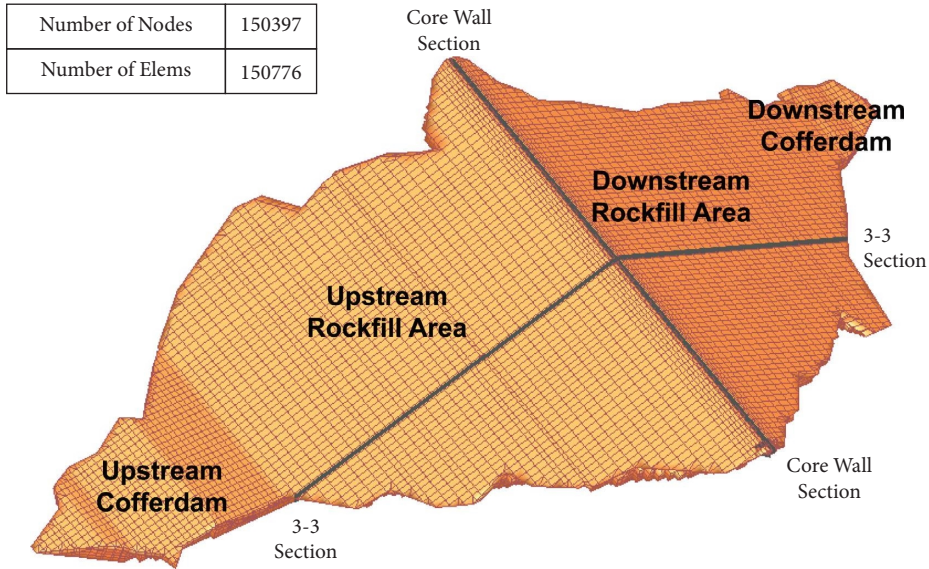 Number of Nodes 150397
Number of Elems 150776
Core Wall
Section
Downstream
Cofferdam
Downstream
Rockfill Area
3-3
Section
Upstream
Rockfill Area
Upstream
Cofferdam
Core Wall
Section
3-3
Section